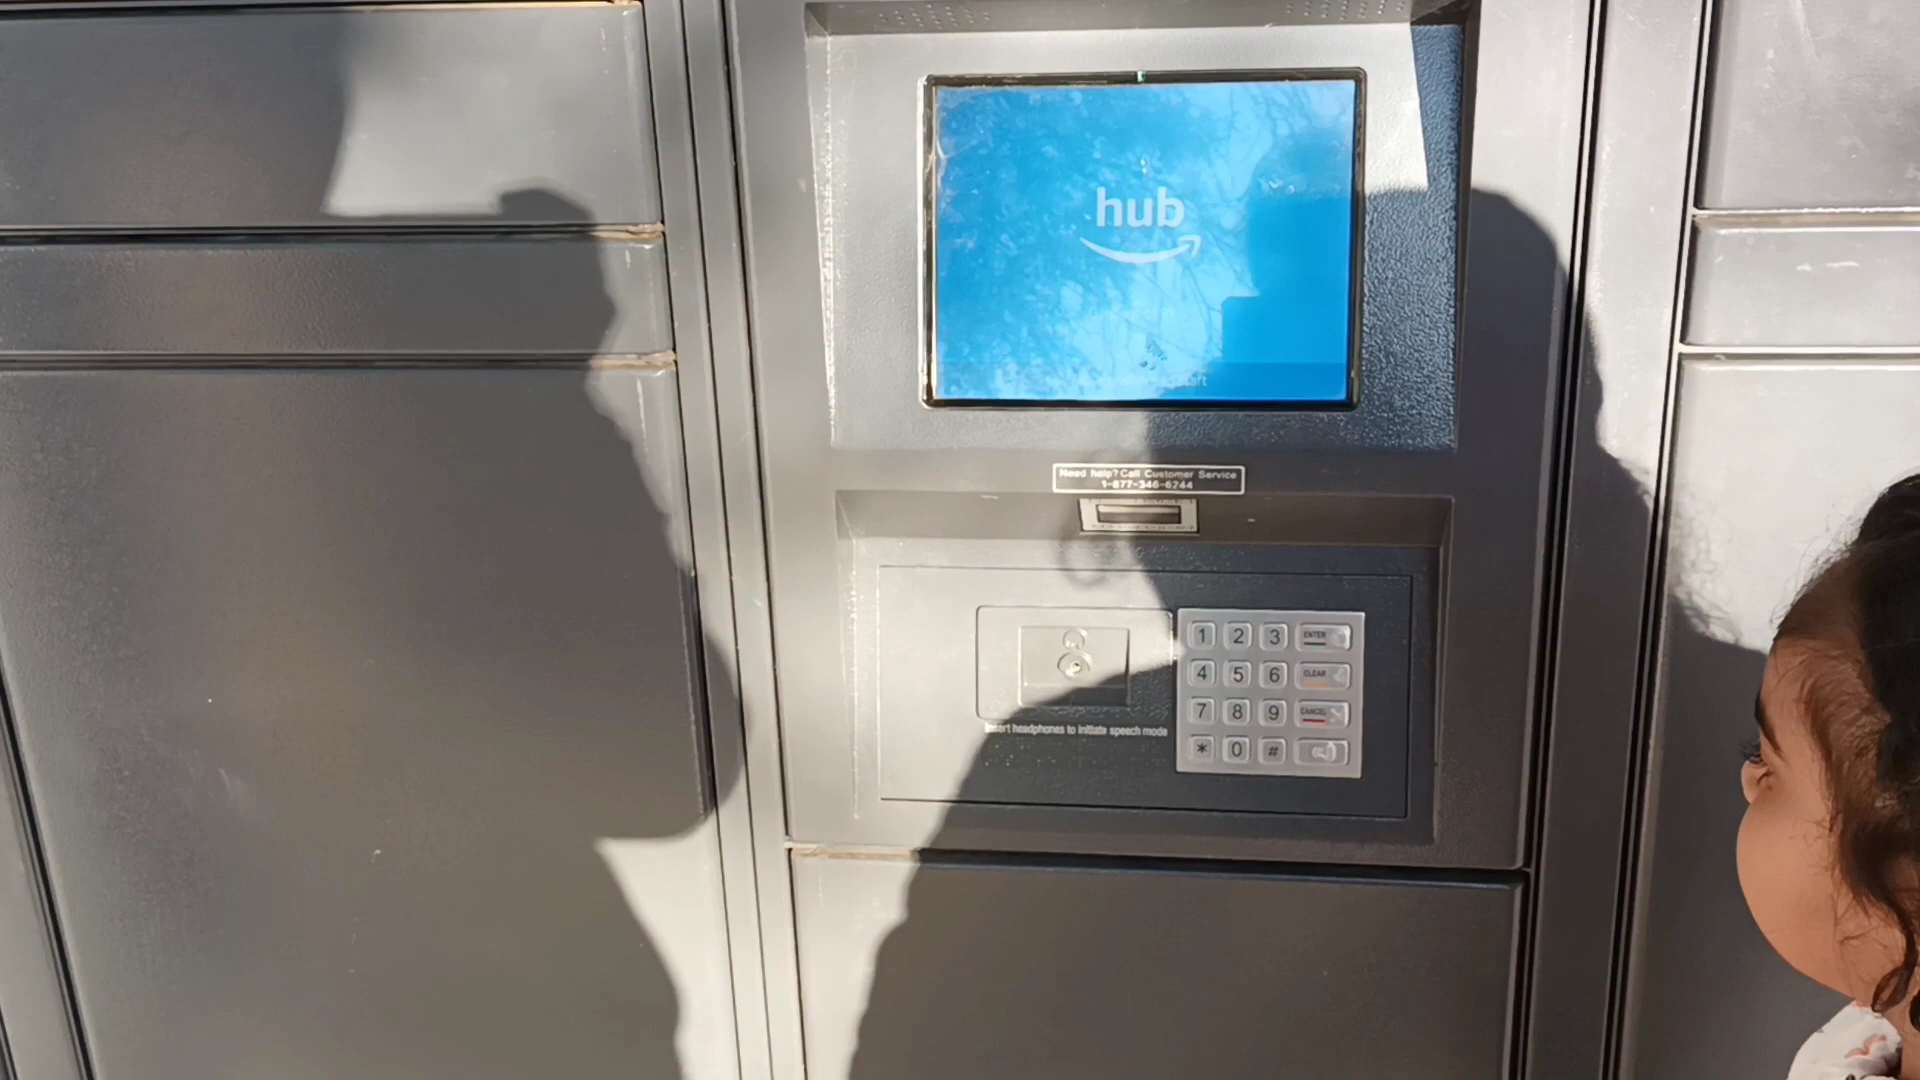 hub
start
Need help? Call Customer Service
1-877-346-6244
Insert headphones to initiate speech mode
1 2 3 ENTER
4 5 6 CLEAR
7 8 9 CANCEL
* 0 #